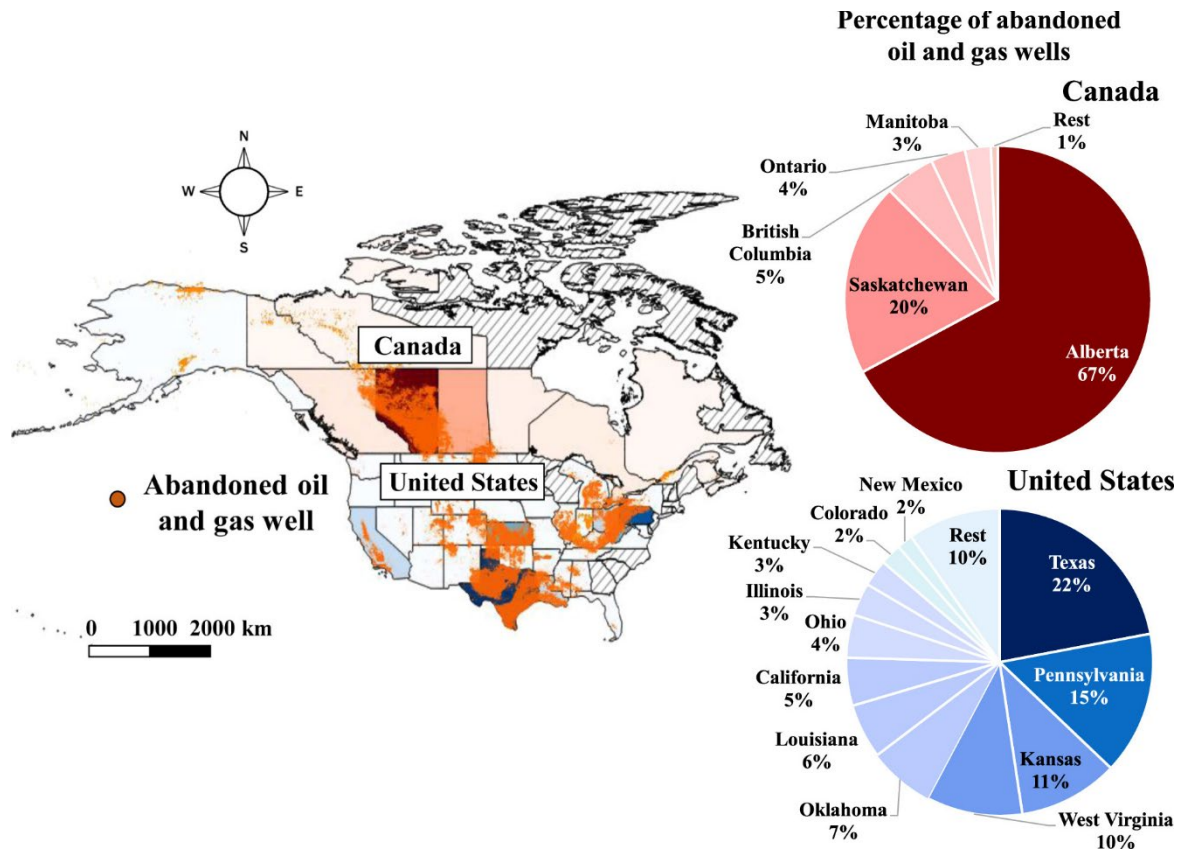 Percentage of abandoned
oil and gas wells
Canada
Manitoba
3%
Rest
1%
Ontario
4%
British
Columbia
5%
Saskatchewan
20%
Alberta
67%
N
W
E
S
Canada
United States
Abandoned oil
and gas well
0 1000 2000 km
United States
New Mexico
2%
Colorado
2%
Rest
10%
Kentucky
3%
Illinois
3%
Ohio
4%
California
5%
Louisiana
6%
Oklahoma
7%
Texas
22%
Pennsylvania
15%
Kansas
11%
West Virginia
10%